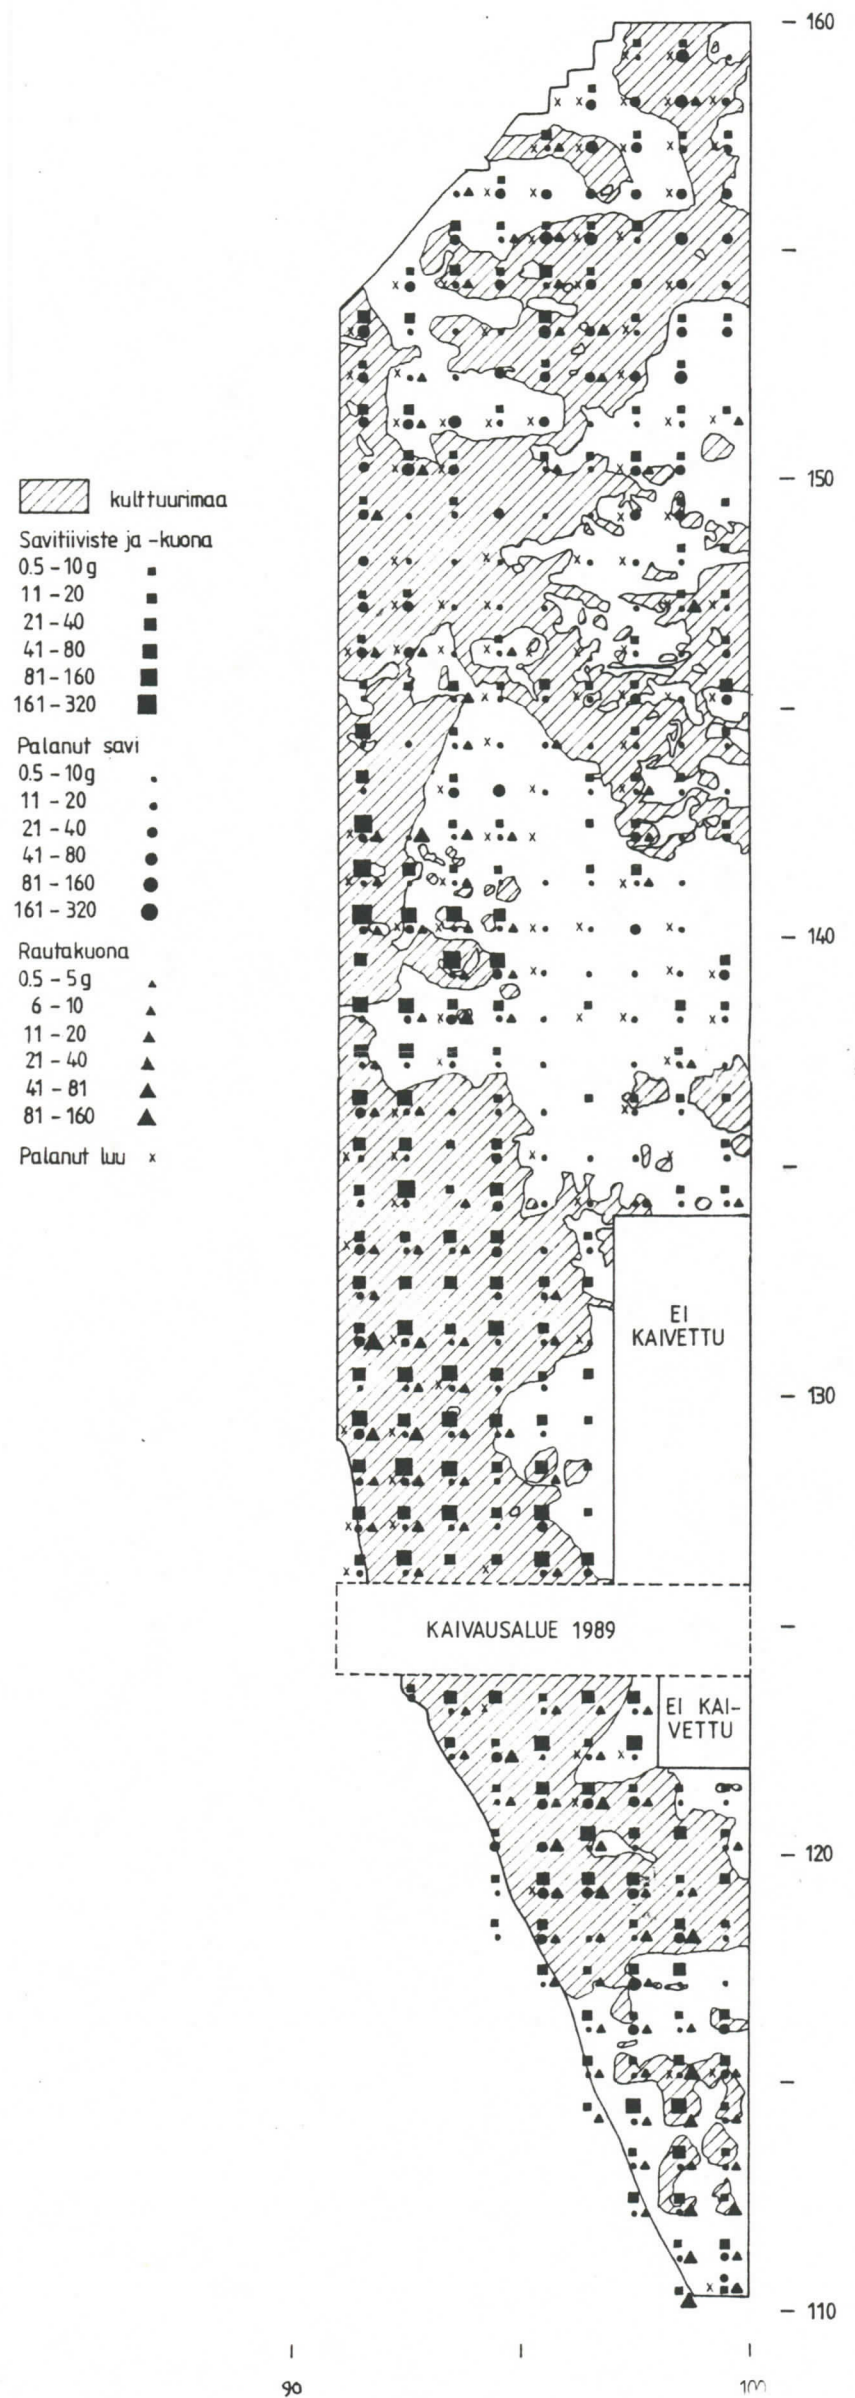 160
150
kulttuurimaa
Savitiiviste ja -kuona
0.5 - 10 g
11 - 20
21 - 40
41 - 80
81 - 160
161 - 320
Palanut savi
0.5 - 10g
11 - 20
21 - 40
41 - 80
81 - 160
161 - 320
Rautakuona
0.5 - 5 g
6 - 10
11 - 20
21 - 40
41 - 81
81 - 160
Palanut luu x
140
EI
KAIVETTU
130
KAIVAUSALUE 1989
EI KAI-
VETTU
120
110
90
100